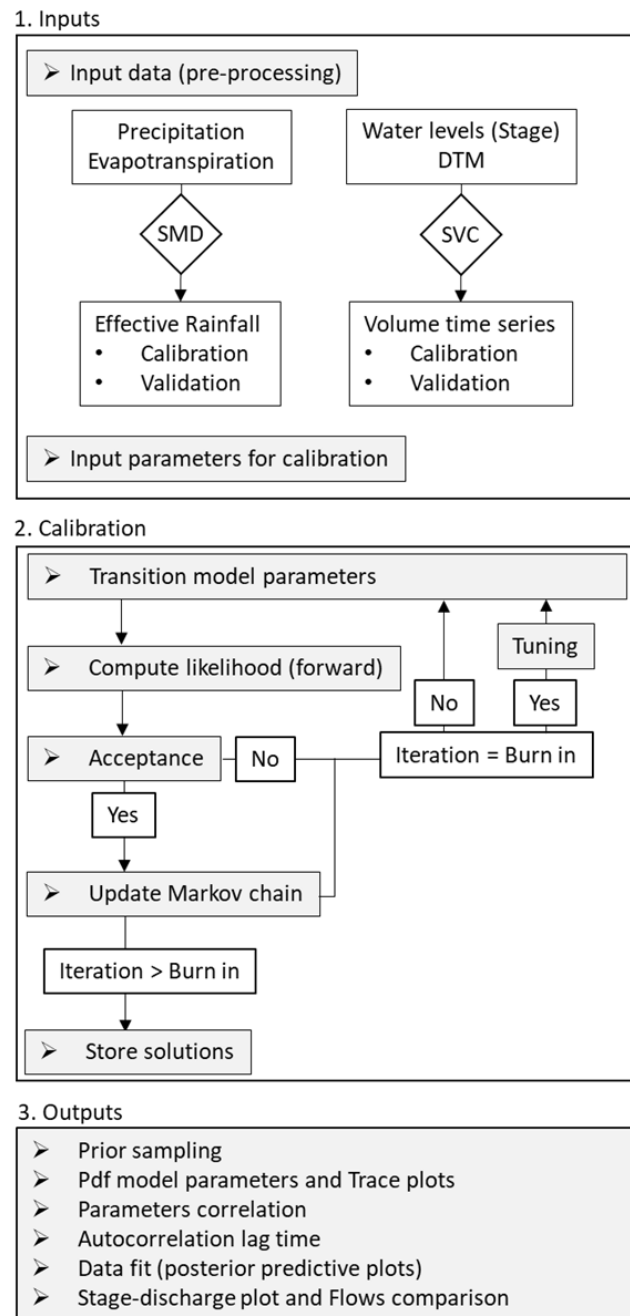 1. Inputs
➤ Input data (pre-processing)
Precipitation
Evapotranspiration
Water levels (Stage)
DTM
SMD
SVC
Effective Rainfall
• Calibration
• Validation
Volume time series
• Calibration
• Validation
➤ Input parameters for calibration
2. Calibration
➤ Transition model parameters
Tuning
➤ Compute likelihood (forward)
No
Yes
➤ Acceptance
No
Iteration = Burn in
Yes
➤ Update Markov chain
Iteration > Burn in
➤ Store solutions
3. Outputs
➤ Prior sampling
➤ Pdf model parameters and Trace plots
➤ Parameters correlation
➤ Autocorrelation lag time
➤ Data fit (posterior predictive plots)
➤ Stage-discharge plot and Flows comparison